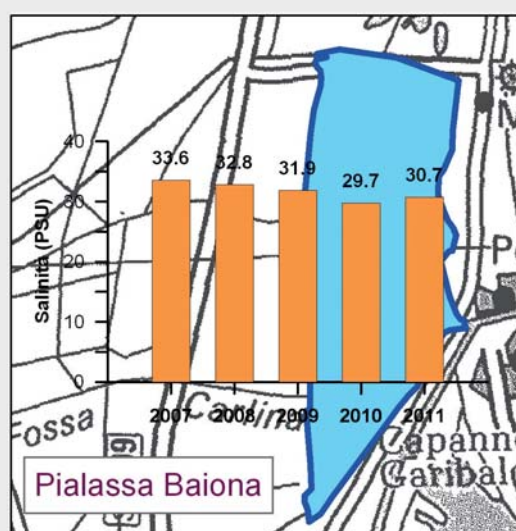 40
33.6 32.8 31.9 29.7 30.7
30
20
10
0
Salinità (PSU)
2007 2008 2009 2010 2011
Fossa
Capanno
Garibal
Pialassa Baiona